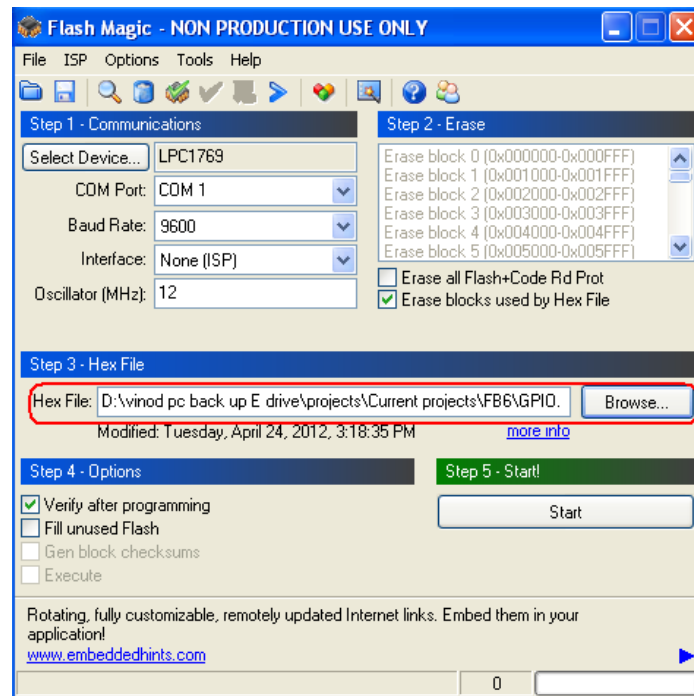 Flash Magic - NON PRODUCTION USE ONLY
File ISP Options Tools Help
Step 1 - Communications
Select Device... LPC1769
COM Port: COM 1
Baud Rate: 9600
Interface: None (ISP)
Oscillator (MHz): 12
Step 2 - Erase
Erase block 0 (0x000000-0x000FFF)
Erase block 1 (0x001000-0x001FFF)
Erase block 2 (0x002000-0x002FFF)
Erase block 3 (0x003000-0x003FFF)
Erase block 4 (0x004000-0x004FFF)
Erase block 5 (0x005000-0x005FFF)
Erase all Flash+Code Rd Prot
Erase blocks used by Hex File
Step 3 - Hex File
Hex File: D:\vinod pc back up E drive\projects\Current projects\FB6\GPIO. Browse...
Modified: Tuesday, April 24, 2012, 3:18:35 PM more info
Step 4 - Options
Verify after programming
Fill unused Flash
Gen block checksums
Execute
Step 5 - Start!
Start
Rotating, fully customizable, remotely updated Internet links. Embed them in your
application!
www.embeddedhints.com
0